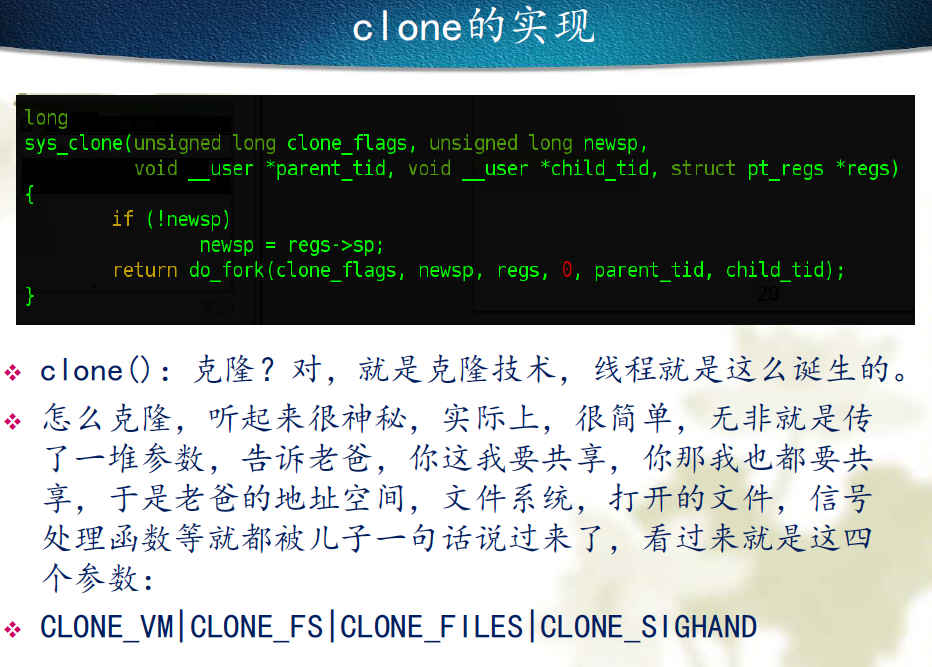 clone的实现
long
sys_clone(unsigned long clone_flags, unsigned long newsp,
void __user *parent_tid, void __user *child_tid, struct pt_regs *regs)
{
if (!newsp)
newsp = regs->sp;
return do_fork(clone_flags, newsp, regs, 0, parent_tid, child_tid);
}
29
页 29
clone()：克隆？对，就是克隆技术，线程就是这么诞生的。
怎么克隆，听起来很神秘，实际上，很简单，无非就是传
了一堆参数，告诉老爸，你这我要共享，你那我也都要共
享，于是老爸的地址空间，文件系统，打开的文件，信号
处理函数等就都被儿子一句话说过来了，看过来就是这四
个参数：
CLONE_VM|CLONE_FS|CLONE_FILES|CLONE_SIGHAND